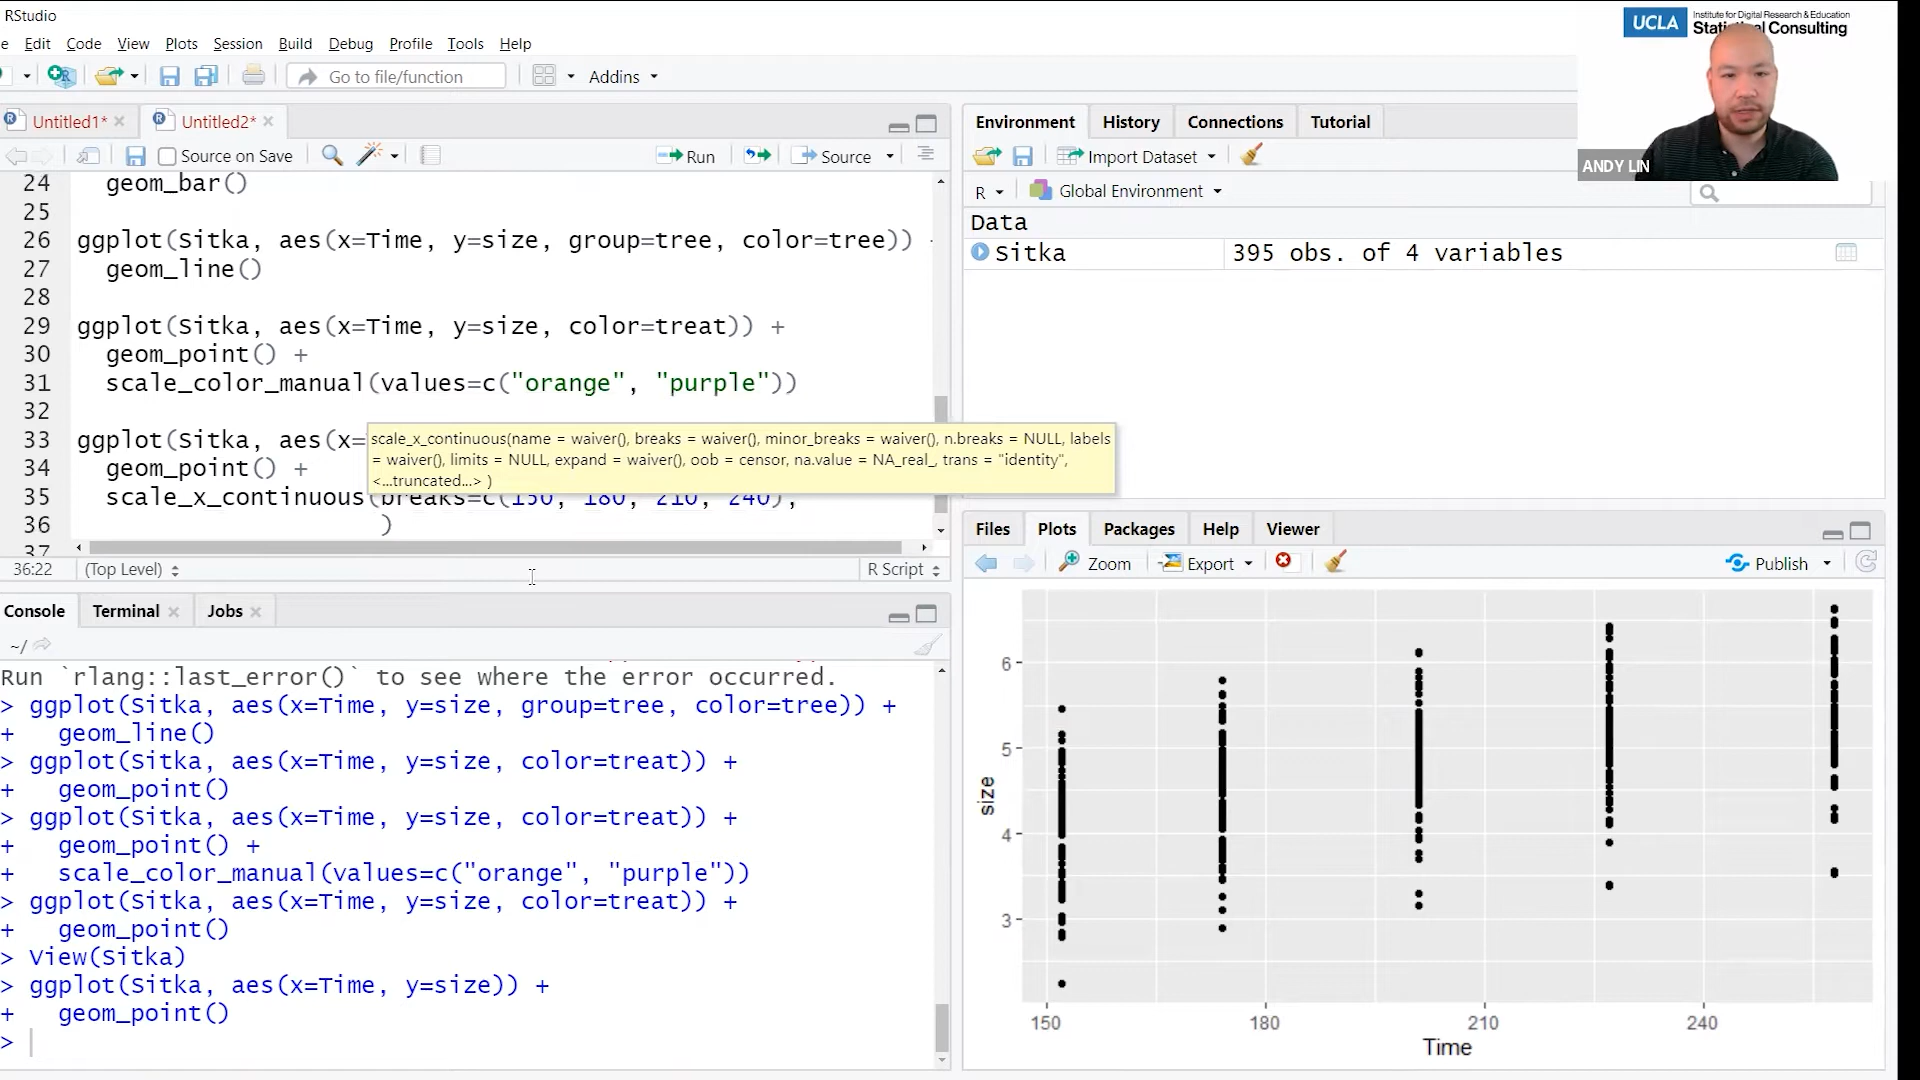 RStudio
e Edit Code View Plots Session Build Debug Profile Tools Help
Go to file/function Addins
Untitled1* Untitled2*
Source on Save Run Source
24 geom_bar()
25
26 ggplot(Sitka, aes(x=Time, y=size, group=tree, color=tree))
27 geom_line()
28
29 ggplot(Sitka, aes(x=Time, y=size, color=treat)) +
30 geom_point() +
31 scale_color_manual(values=c("orange", "purple"))
32
33 ggplot(Sitka, aes(x=
34 geom_point() +
35 scale_x_continuous(breaks=c(150, 180, 210, 240),
36 )
37
scale_x_continuous(name = waiver(), breaks = waiver(), minor_breaks = waiver(), n.breaks = NULL, labels
= waiver(), limits = NULL, expand = waiver(), oob = censor, na.value = NA_real_, trans = "identity",
<...truncated...> )
36:22 (Top Level) R Script
Console Terminal Jobs
~/
Run `rlang::last_error()` to see where the error occurred.
> ggplot(Sitka, aes(x=Time, y=size, group=tree, color=tree)) +
+ geom_line()
> ggplot(Sitka, aes(x=Time, y=size, color=treat)) +
+ geom_point()
> ggplot(Sitka, aes(x=Time, y=size, color=treat)) +
+ geom_point() +
+ scale_color_manual(values=c("orange", "purple"))
> ggplot(Sitka, aes(x=Time, y=size, color=treat)) +
+ geom_point()
> View(Sitka)
> ggplot(Sitka, aes(x=Time, y=size)) +
+ geom_point()
>
Environment History Connections Tutorial
Import Dataset
R Global Environment
Data
Sitka 395 obs. of 4 variables
Files Plots Packages Help Viewer
Zoom Export Publish
6
5
4
3
size
150 180 210 240
Time
UCLA Institute for Digital Research & Education
Statistical Consulting
ANDY LIN